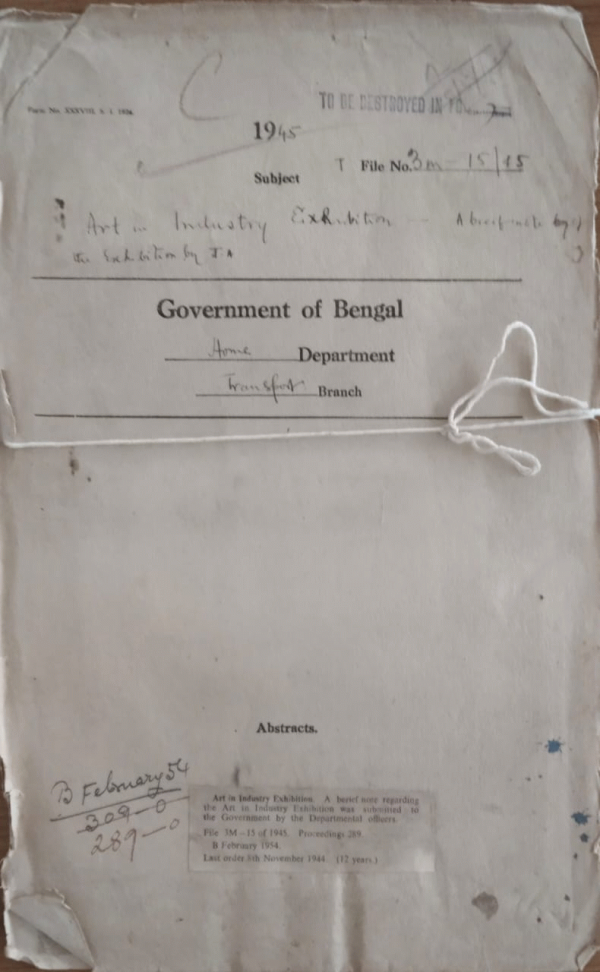 C
TO BE DESTROYED IN
Form No. XXXVIII
1945
T File No. 3m - 15/45
Subject
Art in Industry Exhibition — A brief note
the Exhibition by
Government of Bengal
Home Department
Transport Branch
Abstracts.
B February 54
309—0
289—0
Art in Industry Exhibition. A brief note regarding
the Art in Industry Exhibition was submitted to
the Government by the Departmental officers.
File 3M—15 of 1945. Proceedings 289.
B February 1954.
Last order 8th November 1944. (12 years.)